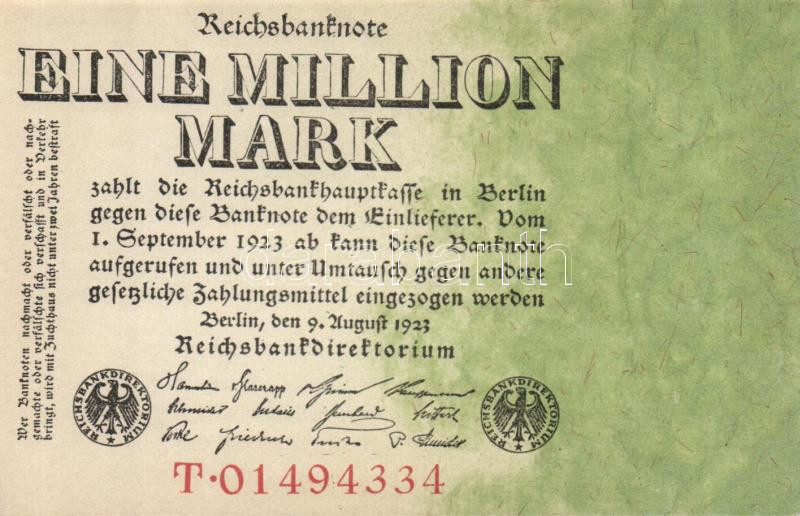 Reichsbanknote
EINE MILLION
MARK
zahlt die Reichsbankhauptkasse in Berlin
gegen diese Banknote dem Einlieferer. Vom
1. September 1923 ab kann diese Banknote
aufgerufen und unter Umtausch gegen andere
gesetzliche Zahlungsmittel eingezogen werden
Berlin, den 9. August 1923
Reichsbankdirektorium
Wer Banknoten nachmacht oder verfälscht oder nach-
gemachte oder verfälschte sich verschafft und in Verkehr
bringt, wird mit Zuchthaus nicht unter zwei Jahren bestraft
REICHSBANKDIREKTORIUM
REICHSBANKDIREKTORIUM
T·01494334
darabanth